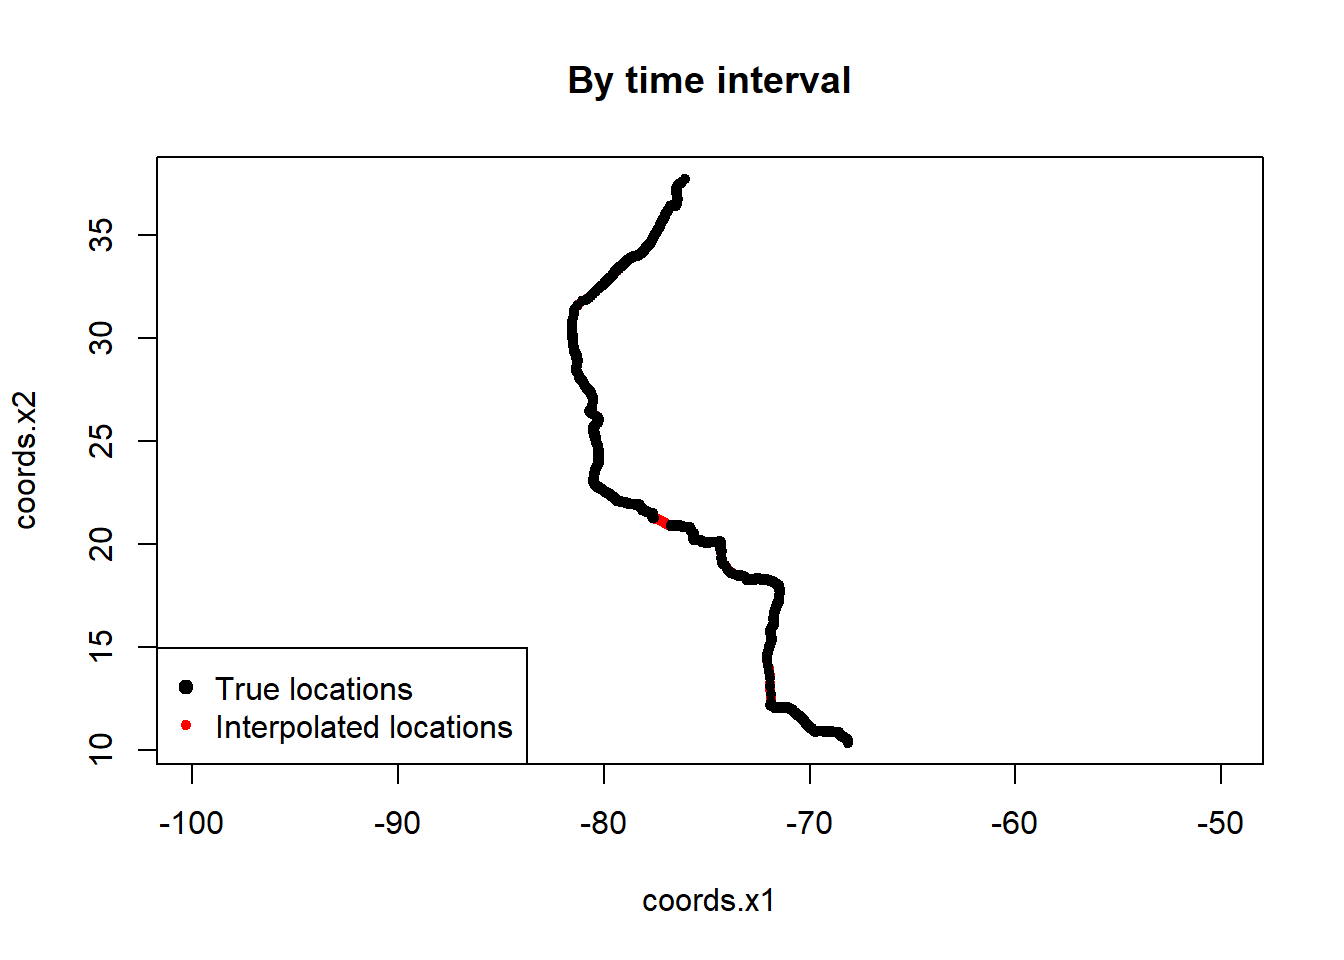 By time interval
coords.x2
35
30
25
20
15
10
True locations
Interpolated locations
-100 -90 -80 -70 -60 -50
coords.x1